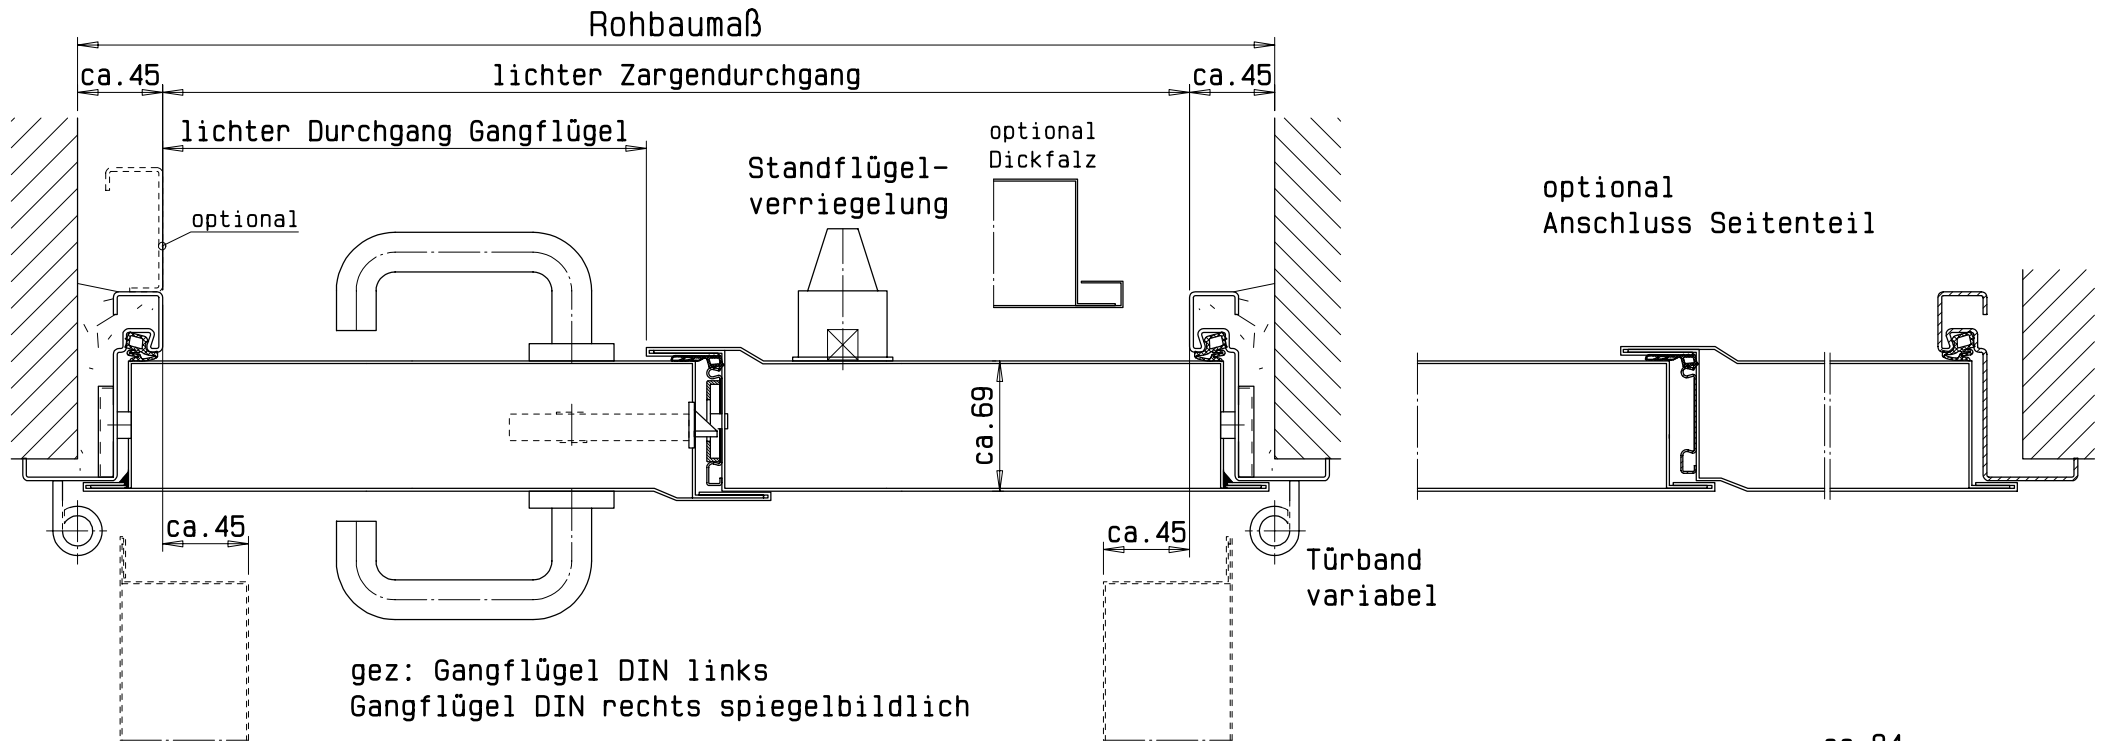 Rohbaumaß
ca.45
lichter Zargendurchgang
ca.45
lichter Durchgang Gangflügel
optional
Dickfalz
Standflügel-
verriegelung
optional
Anschluss Seitenteil
optional
ca.69
ca.45
ca.45
Türband
variabel
gez: Gangflügel DIN links
Gangflügel DIN rechts spiegelbildlich